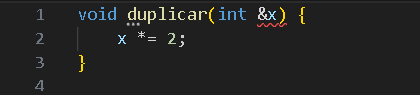 1 void duplicar(int &x) {
2 x *= 2;
3 }
4